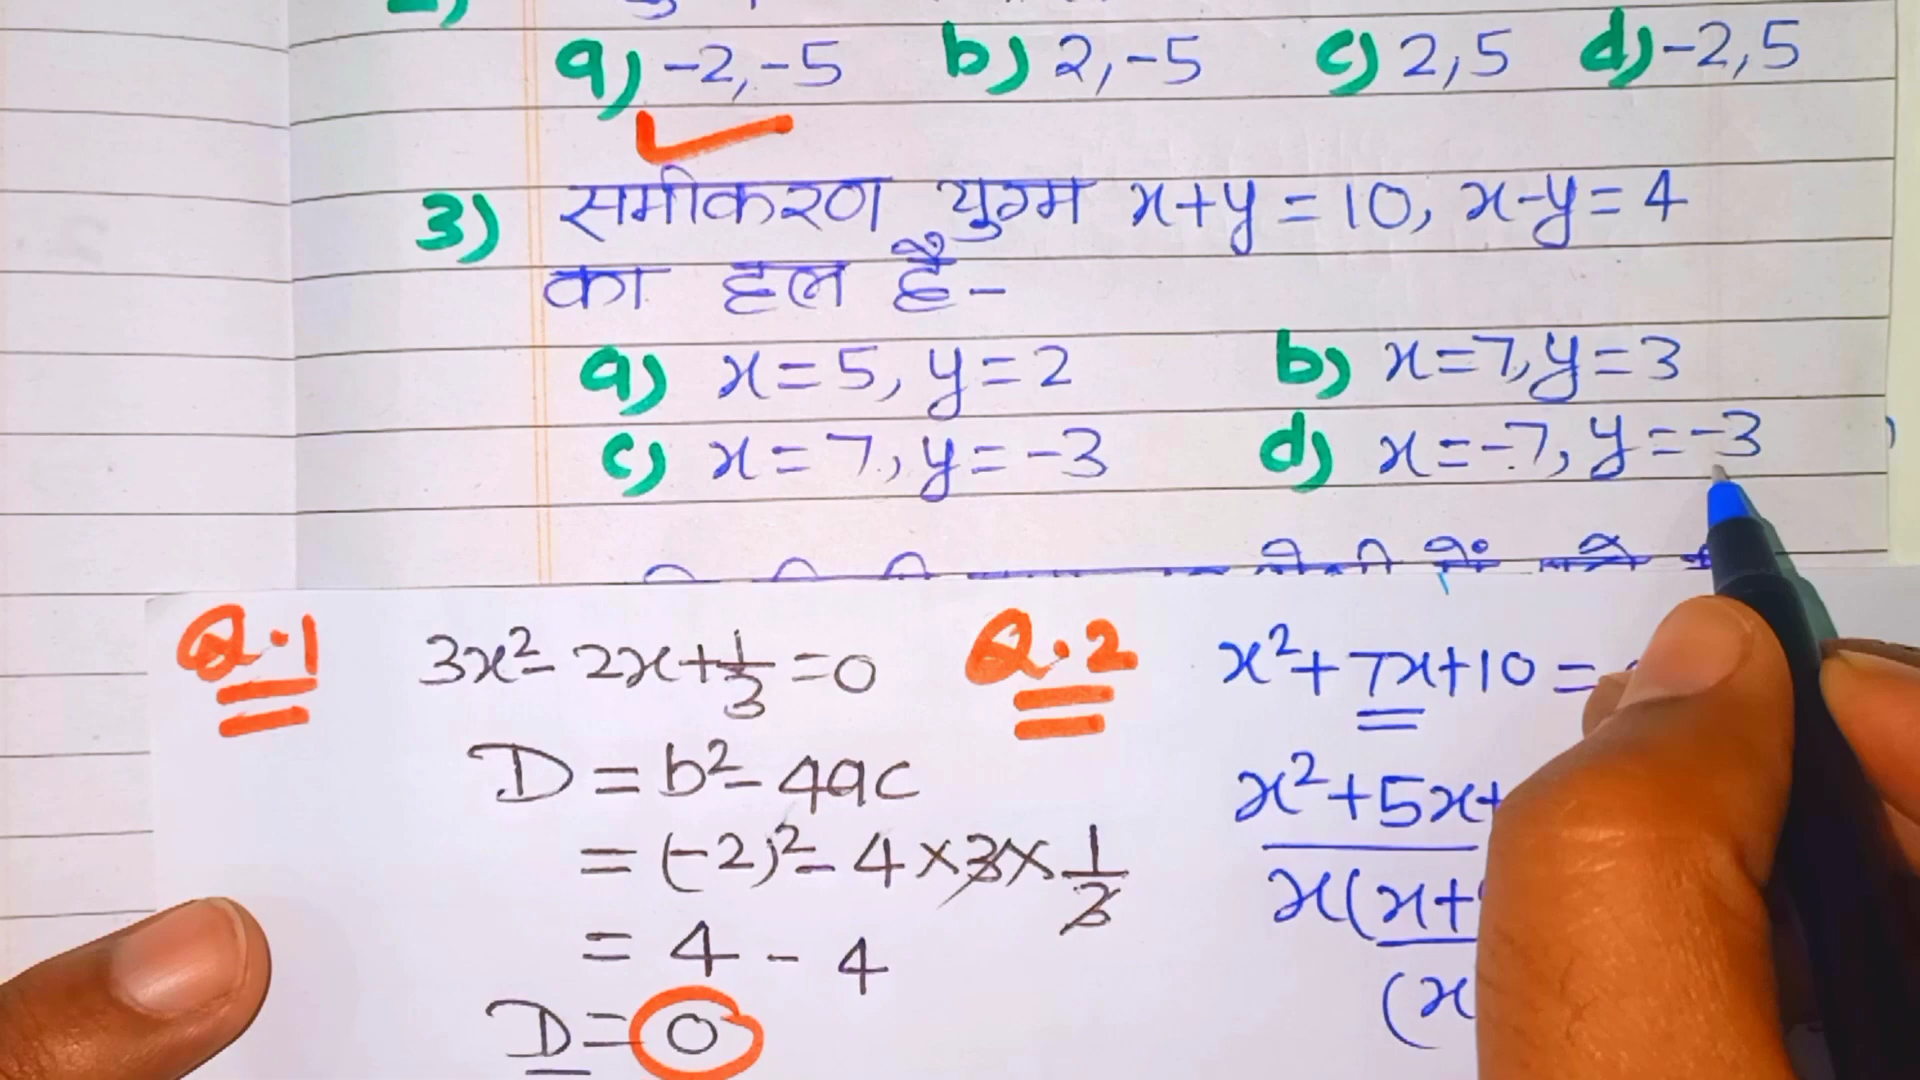 a) -2, -5 b) 2, -5 c) 2, 5 d) -2, 5
3) समीकरण युग्म x+y = 10, x-y = 4
का हल है-
a) x = 5, y = 2 b) x = 7, y = 3
c) x = 7, y = -3 d) x = -7, y = -3
Q.1 3x² - 2x + 1/3 = 0
D = b² - 4ac
= (-2)² - 4 × 3 × 1/3
= 4 - 4
D = 0
Q.2 x² + 7x + 10 =
x² + 5x +
x(x+
(x